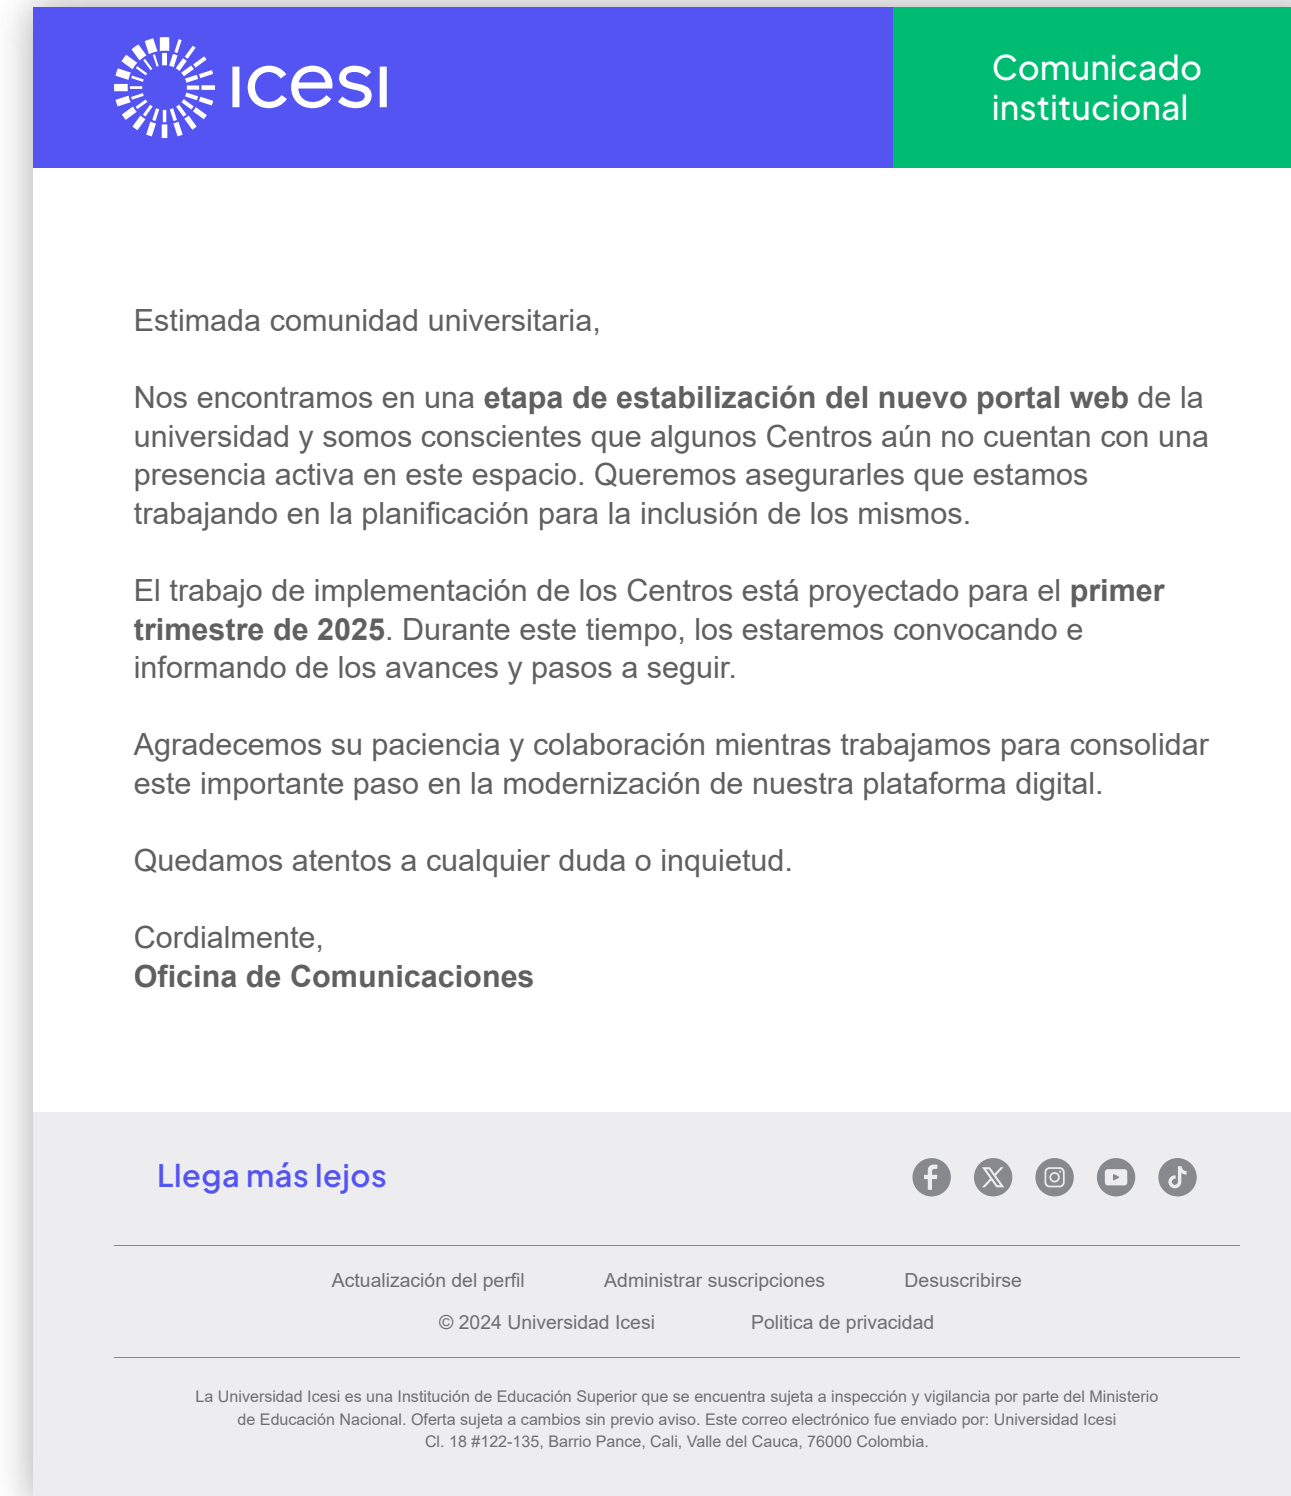 ICESI
Comunicado
institucional
Estimada comunidad universitaria,
Nos encontramos en una etapa de estabilización del nuevo portal web de la
universidad y somos conscientes que algunos Centros aún no cuentan con una
presencia activa en este espacio. Queremos asegurarles que estamos
trabajando en la planificación para la inclusión de los mismos.
El trabajo de implementación de los Centros está proyectado para el primer
trimestre de 2025. Durante este tiempo, los estaremos convocando e
informando de los avances y pasos a seguir.
Agradecemos su paciencia y colaboración mientras trabajamos para consolidar
este importante paso en la modernización de nuestra plataforma digital.
Quedamos atentos a cualquier duda o inquietud.
Cordialmente,
Oficina de Comunicaciones
Llega más lejos
Actualización del perfil Administrar suscripciones Desuscribirse
© 2024 Universidad Icesi Politica de privacidad
La Universidad Icesi es una Institución de Educación Superior que se encuentra sujeta a inspección y vigilancia por parte del Ministerio
de Educación Nacional. Oferta sujeta a cambios sin previo aviso. Este correo electrónico fue enviado por: Universidad Icesi
Cl. 18 #122-135, Barrio Pance, Cali, Valle del Cauca, 76000 Colombia.